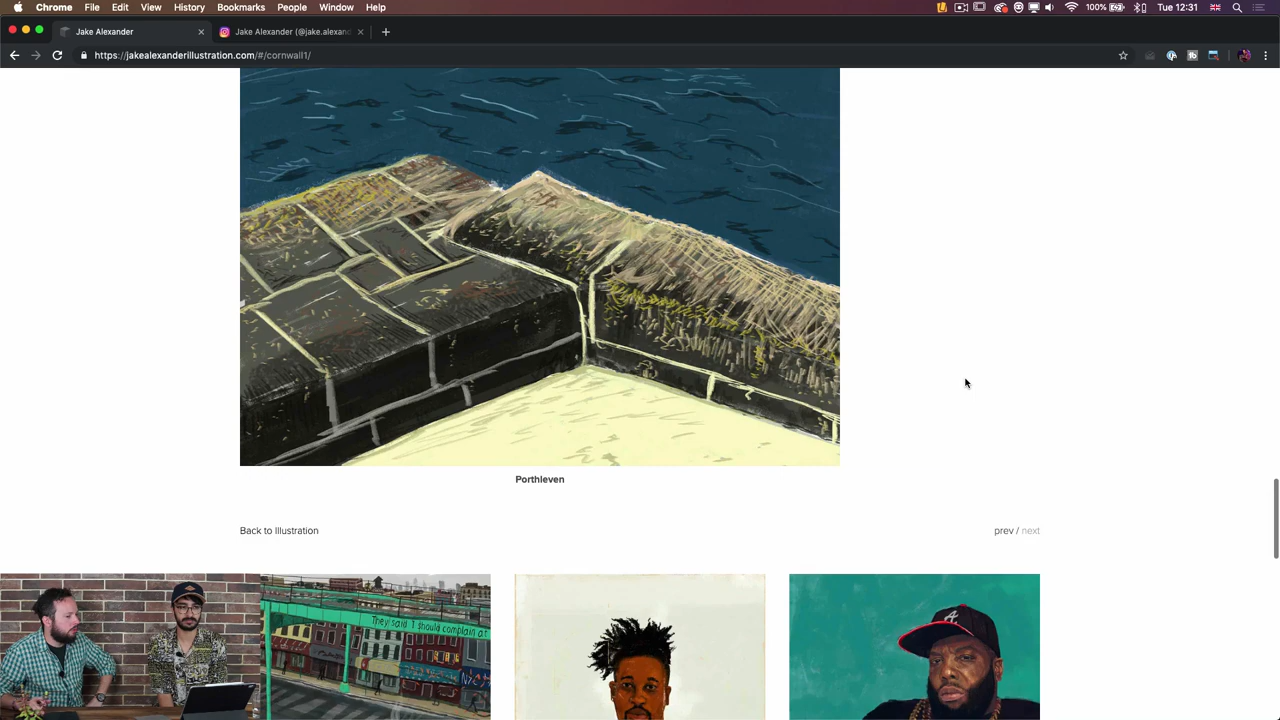 Chrome File Edit View History Bookmarks People Window Help 100% Tue 12:31
Jake Alexander
Jake Alexander (@jake.alexand
https://jakealexanderillustration.com/#/cornwall1/
Porthleven
Back to Illustration
prev / next
They said I should complain at